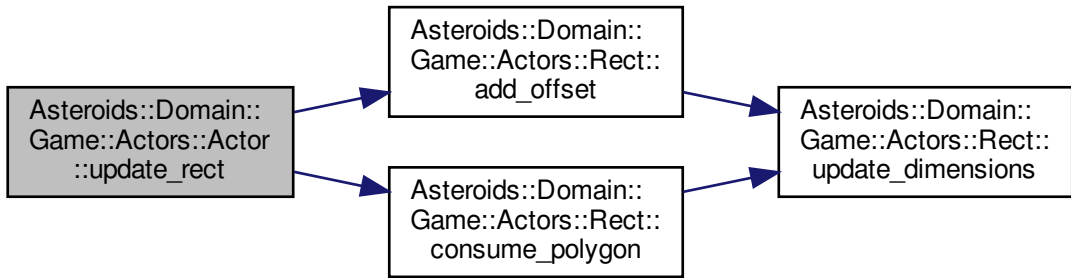 Asteroids::Domain::
Game::Actors::Actor
::update_rect
Asteroids::Domain::
Game::Actors::Rect::
add_offset
Asteroids::Domain::
Game::Actors::Rect::
consume_polygon
Asteroids::Domain::
Game::Actors::Rect::
update_dimensions